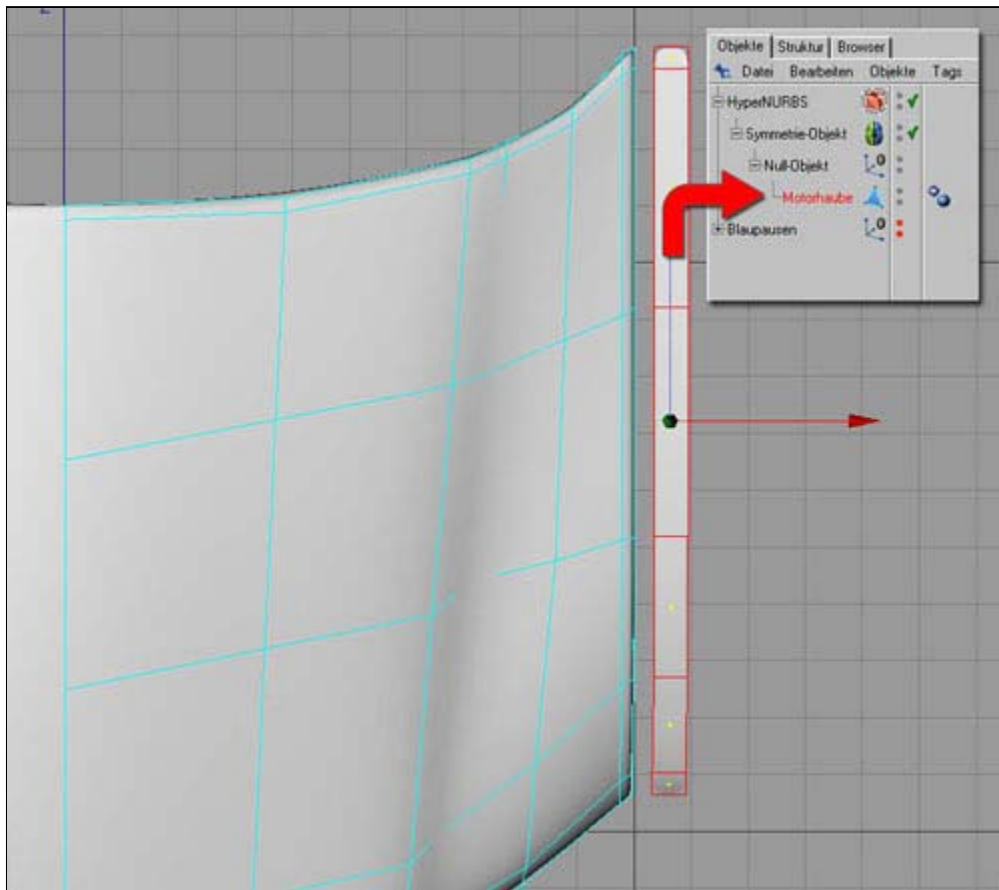 Objekte Struktur Browser
Datei Bearbeiten Objekte Tags
HyperNURBS
Symmetrie-Objekt
Null-Objekt
Motorhaube
Blaupausen